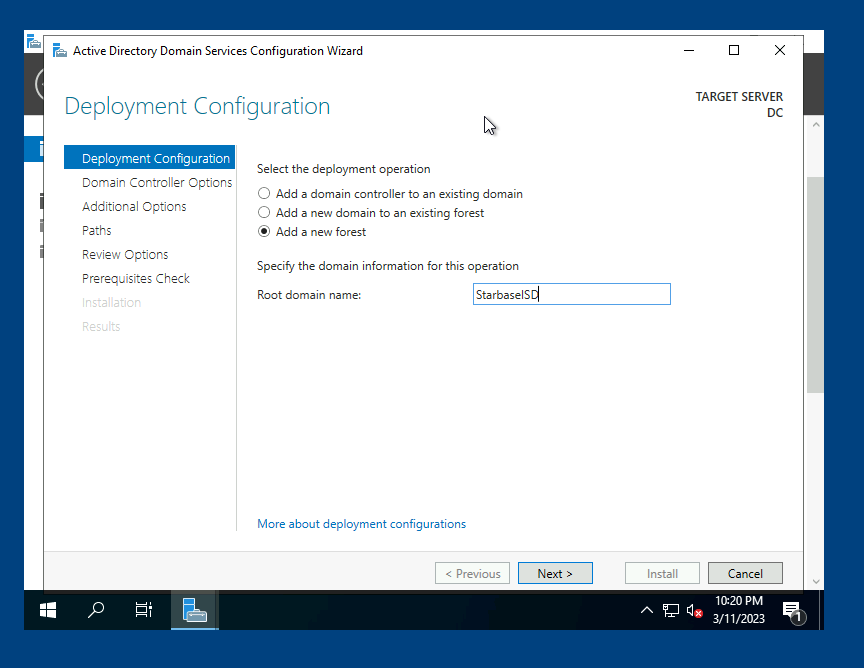 Active Directory Domain Services Configuration Wizard
Deployment Configuration
TARGET SERVER
DC
Deployment Configuration
Domain Controller Options
Additional Options
Paths
Review Options
Prerequisites Check
Installation
Results
Select the deployment operation
Add a domain controller to an existing domain
Add a new domain to an existing forest
Add a new forest
Specify the domain information for this operation
Root domain name:
StarbaseISD
More about deployment configurations
< Previous
Next >
Install
Cancel
10:20 PM
3/11/2023
1